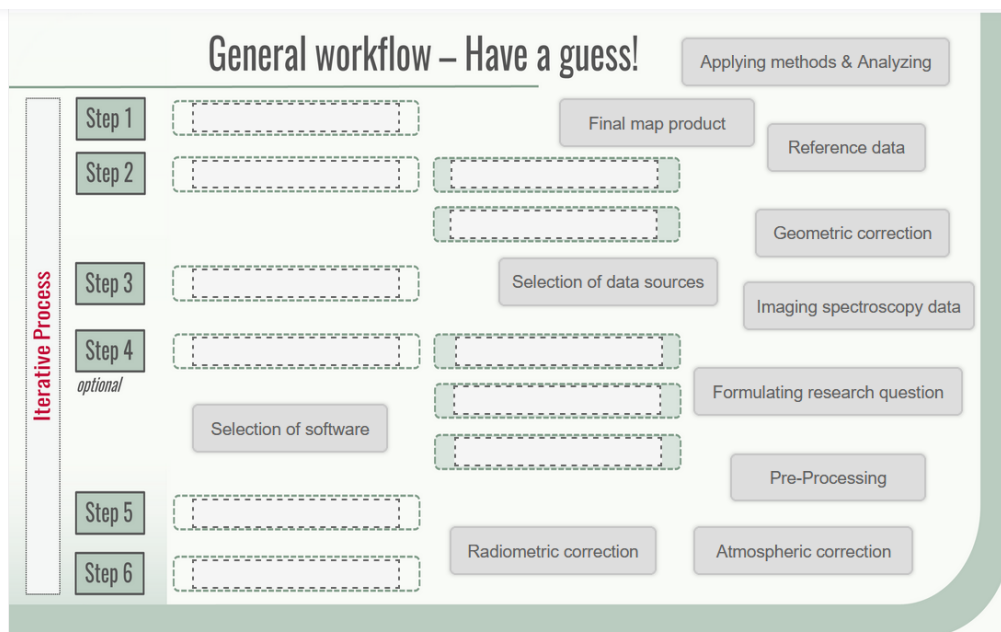 General workflow – Have a guess!
Applying methods & Analyzing
Step 1
Final map product
Reference data
Step 2
Geometric correction
Iterative Process
Step 3
Selection of data sources
Imaging spectroscopy data
Step 4
optional
Formulating research question
Selection of software
Pre-Processing
Step 5
Radiometric correction
Atmospheric correction
Step 6